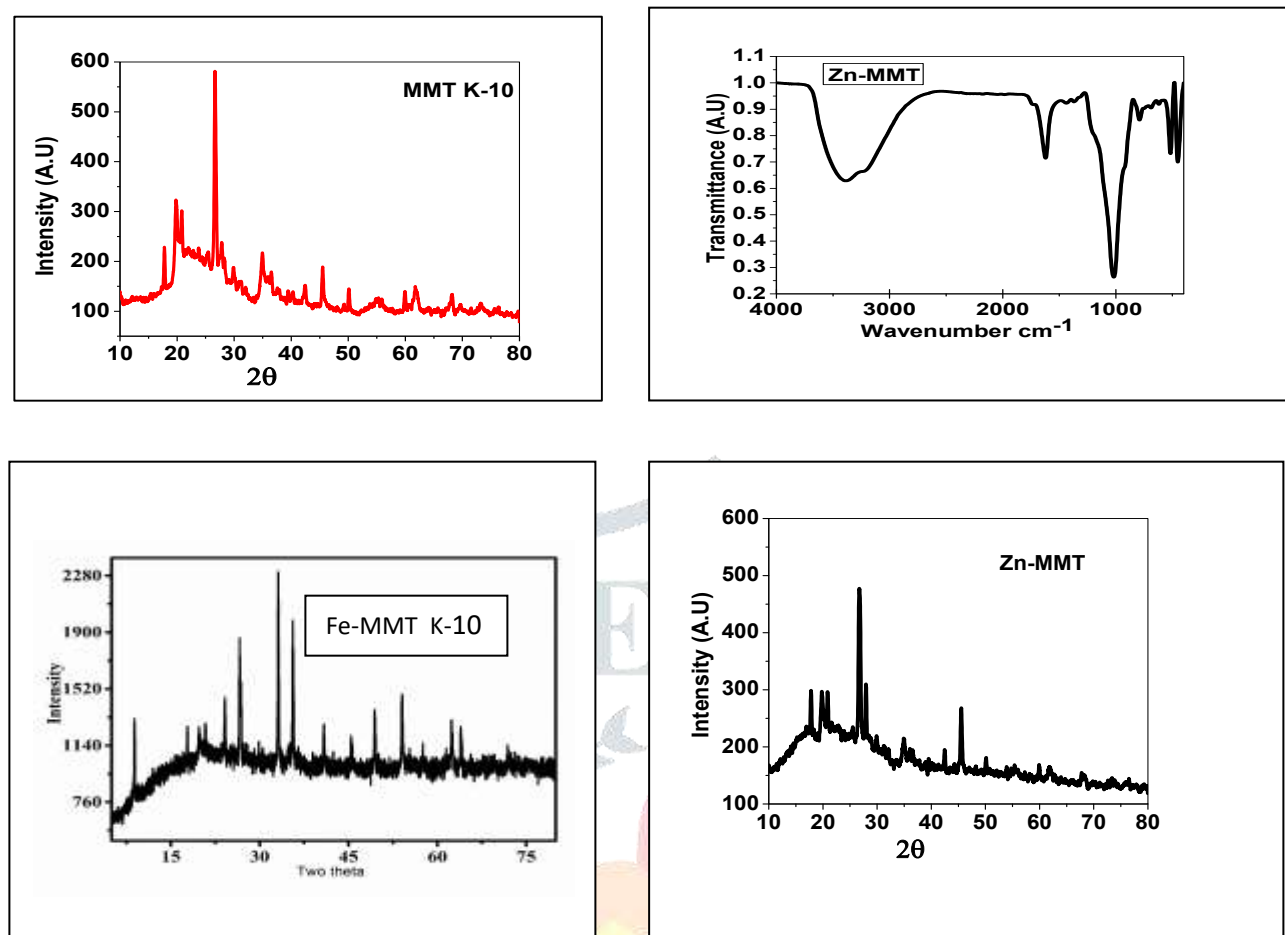 600
500
400
300
200
100
Intensity (A.U)
MMT K-10
10 20 30 40 50 60 70 80
2θ
1.1
1.0
0.9
0.8
0.7
0.6
0.5
0.4
0.3
0.2
Transmittance (A.U)
Zn-MMT
4000 3000 2000 1000
Wavenumber cm⁻¹
2280
1900
1520
1140
760
Intensity
Fe-MMT K-10
15 30 45 60 75
Two theta
E
600
500
400
300
200
100
Intensity (A.U)
Zn-MMT
10 20 30 40 50 60 70 80
2θ